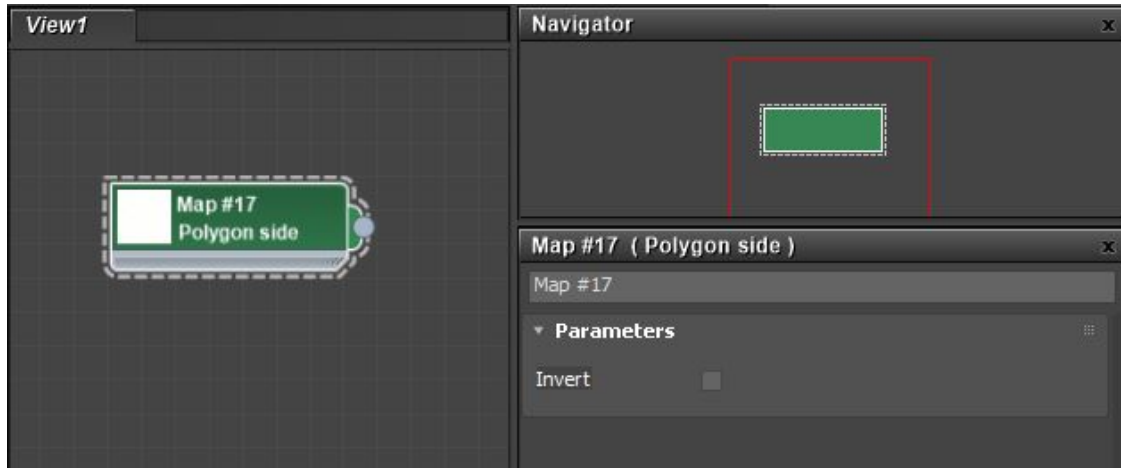 View1
Navigator
x
Map #17
Polygon side
Map #17 ( Polygon side )
x
Map #17
Parameters
Invert